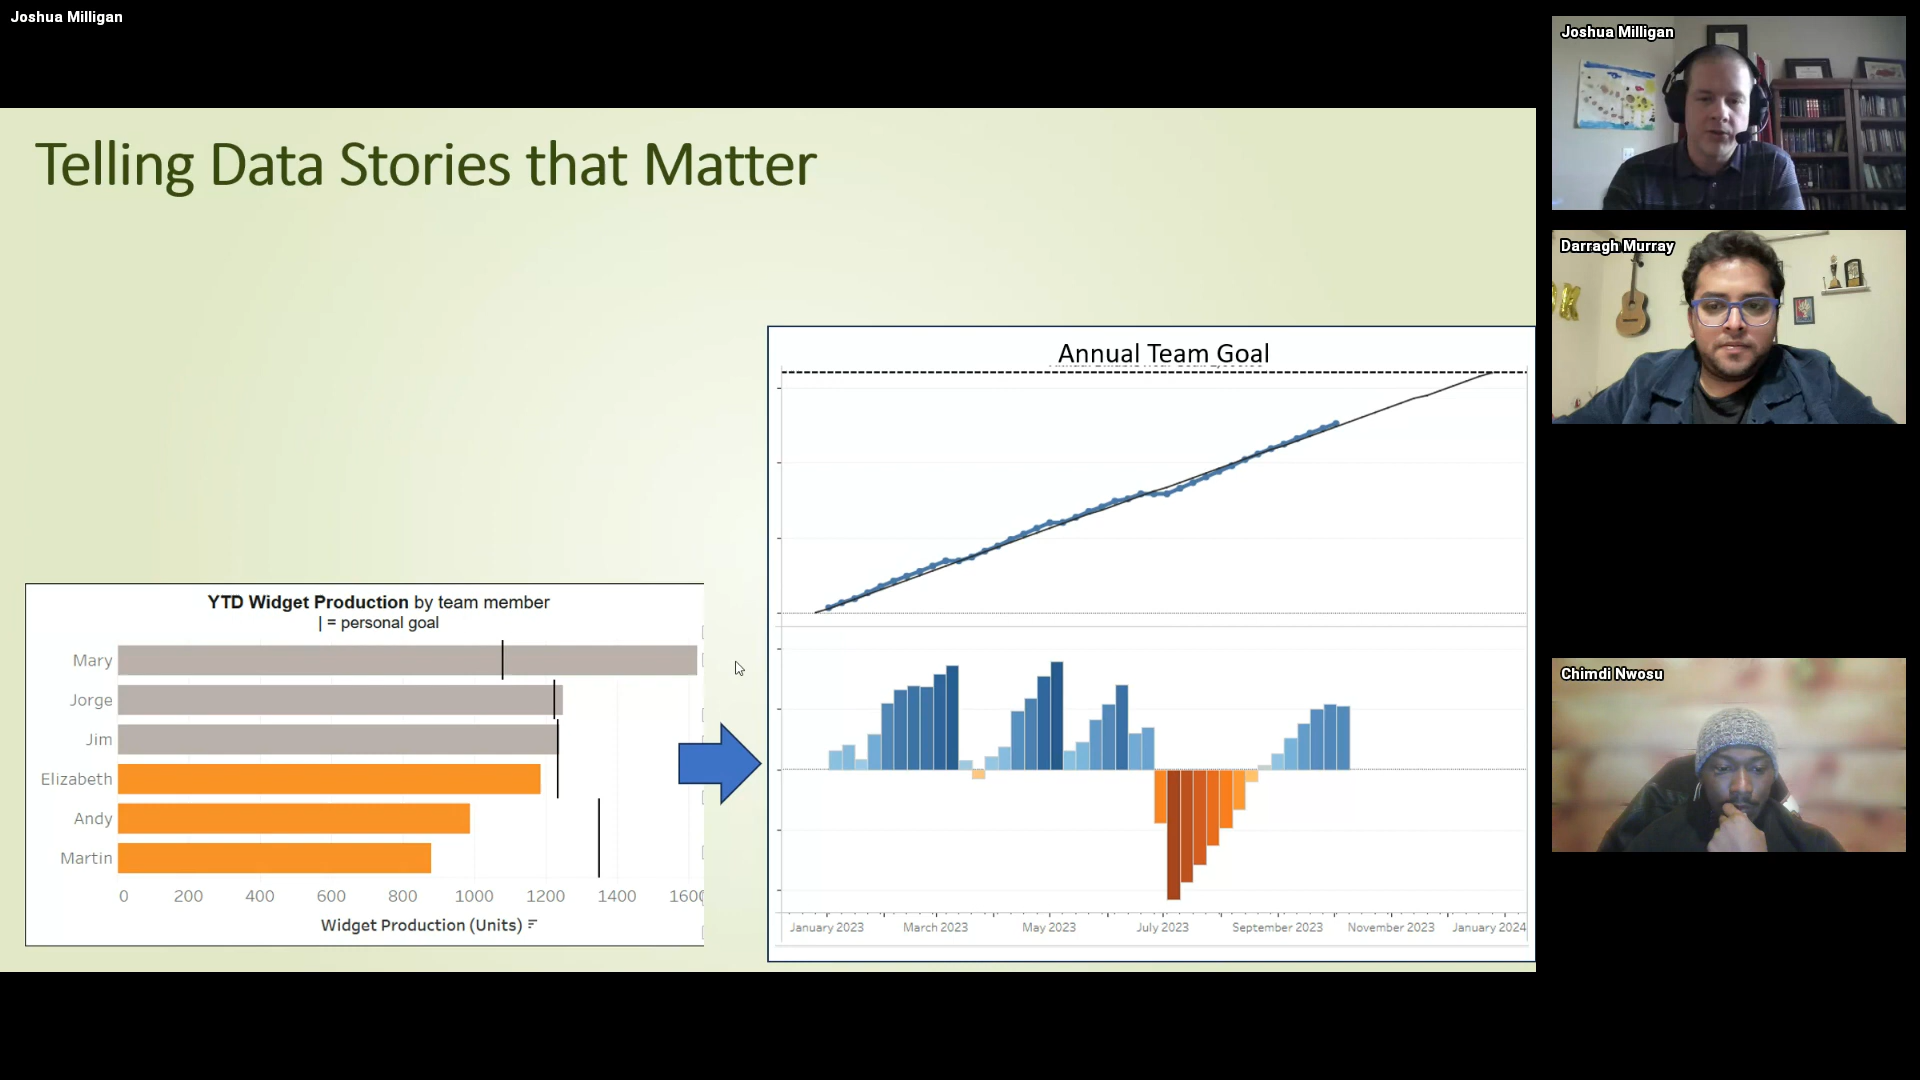 Joshua Milligan
Telling Data Stories that Matter
YTD Widget Production by team member
| = personal goal
Mary
Jorge
Jim
Elizabeth
Andy
Martin
0 200 400 600 800 1000 1200 1400 1600
Widget Production (Units)
Annual Team Goal
January 2023 March 2023 May 2023 July 2023 September 2023 November 2023 January 2024
Joshua Milligan
Darragh Murray
Chimdi Nwosu